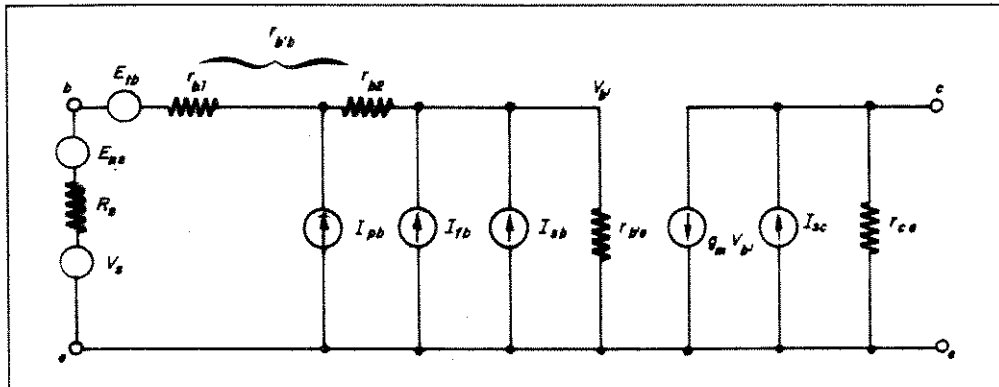 r_b'b
E_tb
r_b1
r_b2
V_b'
b
c
E_ns
R_s
V_s
I_pb
I_fb
I_sb
r_b'e
g_m V_b'
I_sc
r_ce
e
e